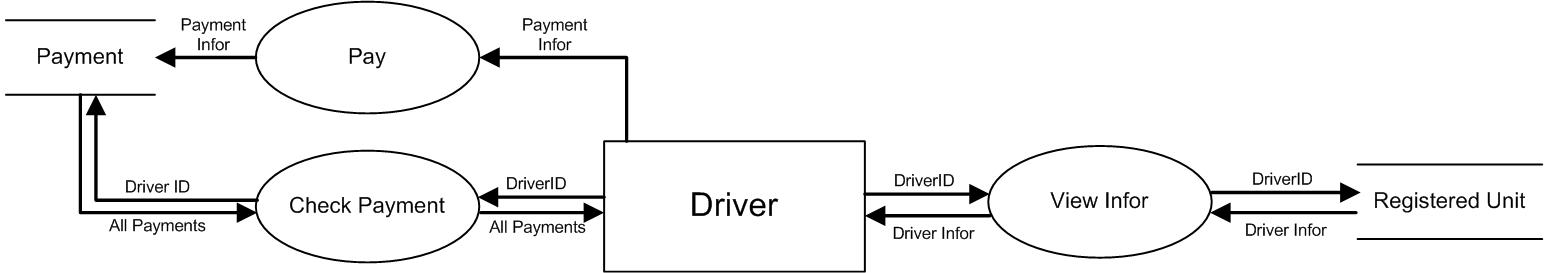 Payment
Infor
Payment
Infor
Payment
Pay
Driver ID
All Payments
Check Payment
DriverID
All Payments
Driver
DriverID
Driver Infor
View Infor
DriverID
Driver Infor
Registered Unit